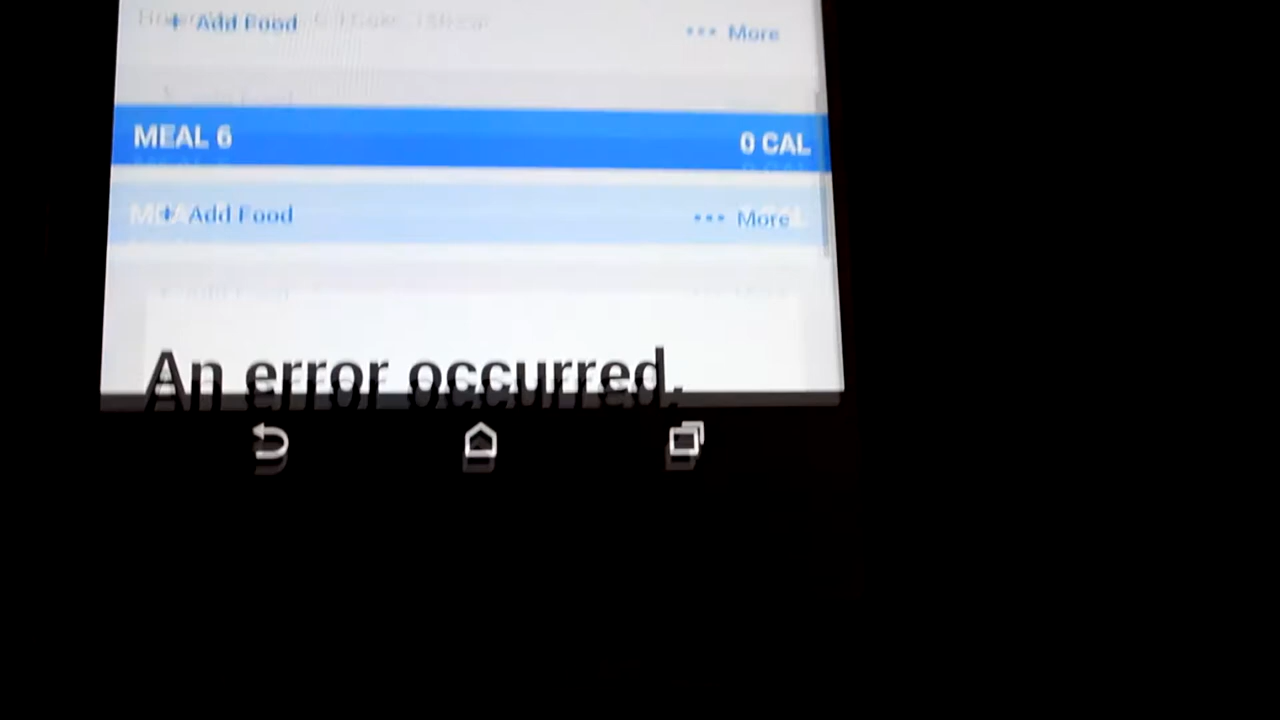 + Add Food ••• More
MEAL 6 0 CAL
+ Add Food ••• More
An error occurred.